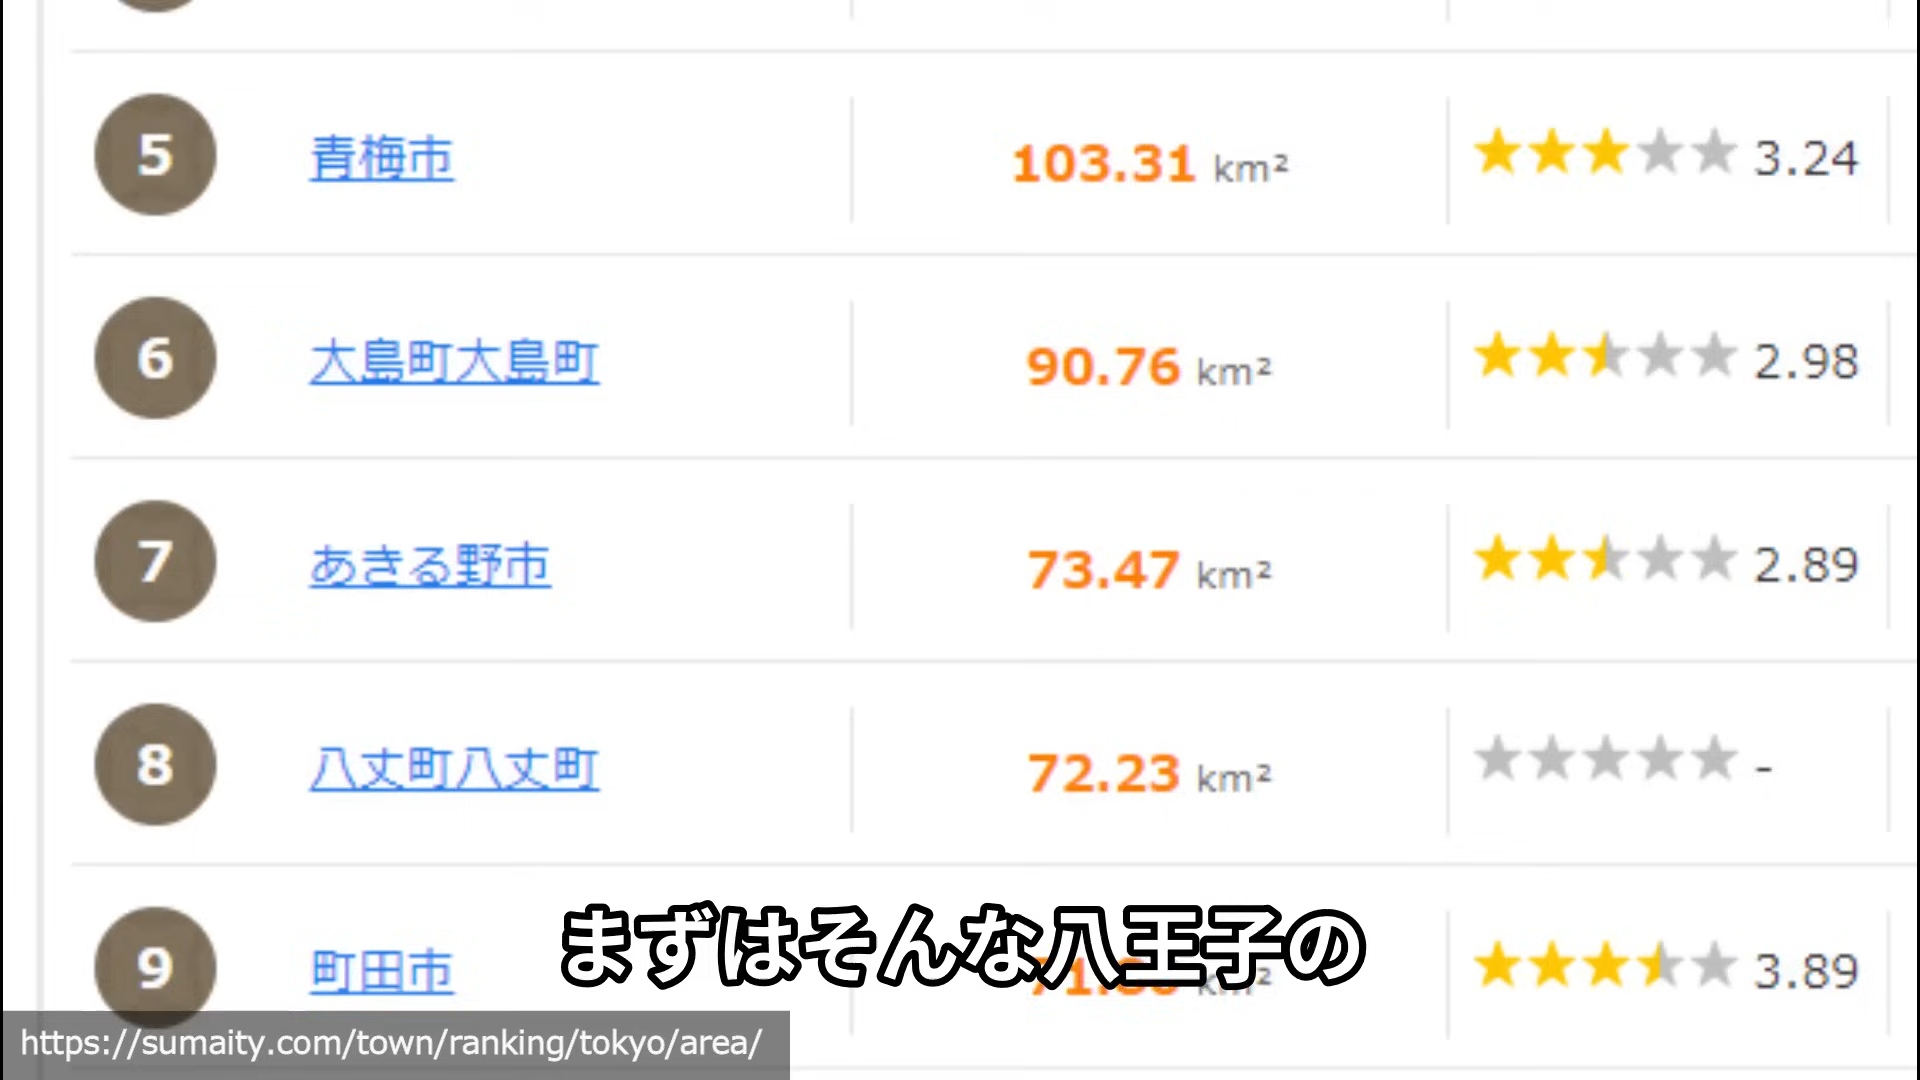 5 青梅市 103.31 km² 3.24
6 大島町大島町 90.76 km² 2.98
7 あきる野市 73.47 km² 2.89
8 八丈町八丈町 72.23 km² -
9 町田市 km² 3.89
まずはそんな八王子の
https://sumaity.com/town/ranking/tokyo/area/